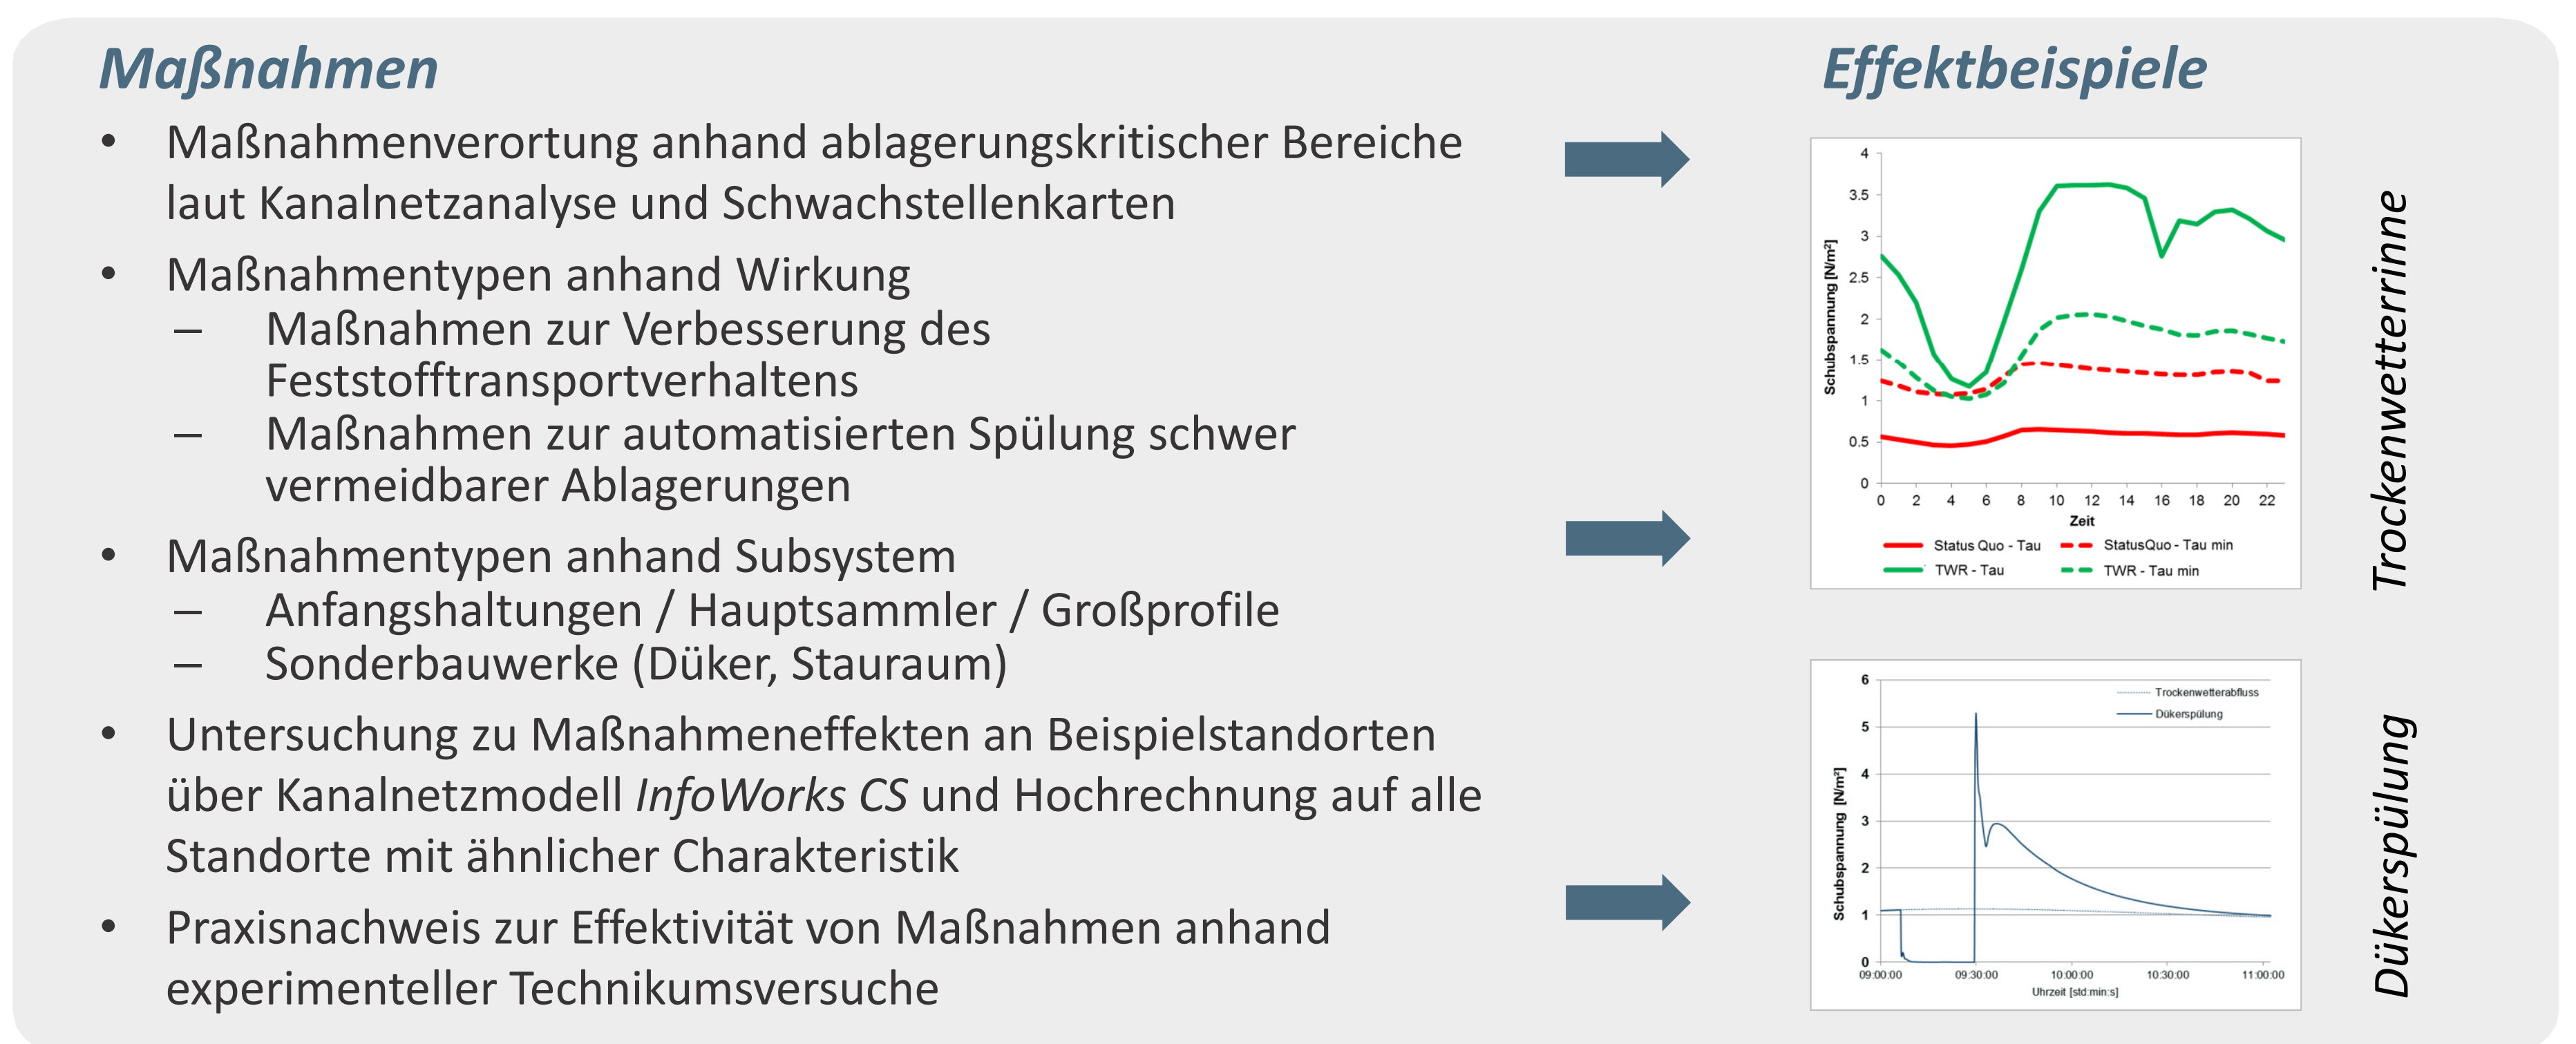 Maßnahmen
• Maßnahmenverortung anhand ablagerungskritischer Bereiche
laut Kanalnetzanalyse und Schwachstellenkarten
• Maßnahmentypen anhand Wirkung
– Maßnahmen zur Verbesserung des
Feststofftransportverhaltens
– Maßnahmen zur automatisierten Spülung schwer
vermeidbarer Ablagerungen
• Maßnahmentypen anhand Subsystem
– Anfangshaltungen / Hauptsammler / Großprofile
– Sonderbauwerke (Düker, Stauraum)
• Untersuchung zu Maßnahmeneffekten an Beispielstandorten
über Kanalnetzmodell InfoWorks CS und Hochrechnung auf alle
Standorte mit ähnlicher Charakteristik
• Praxisnachweis zur Effektivität von Maßnahmen anhand
experimenteller Technikumsversuche
Effektbeispiele
Schubspannung [N/m²]
4
3.5
3
2.5
2
1.5
1
0.5
0
0 2 4 6 8 10 12 14 16 18 20 22
Zeit
Status Quo - Tau StatusQuo - Tau min
TWR - Tau TWR - Tau min
Trockenwetterrinne
Schubspannung [N/m²]
6
5
4
3
2
1
0
Trockenwetterabfluss
Dükerspülung
09:00:00 09:30:00 10:00:00 10:30:00 11:00:00
Uhrzeit [std:min:s]
Dükerspülung